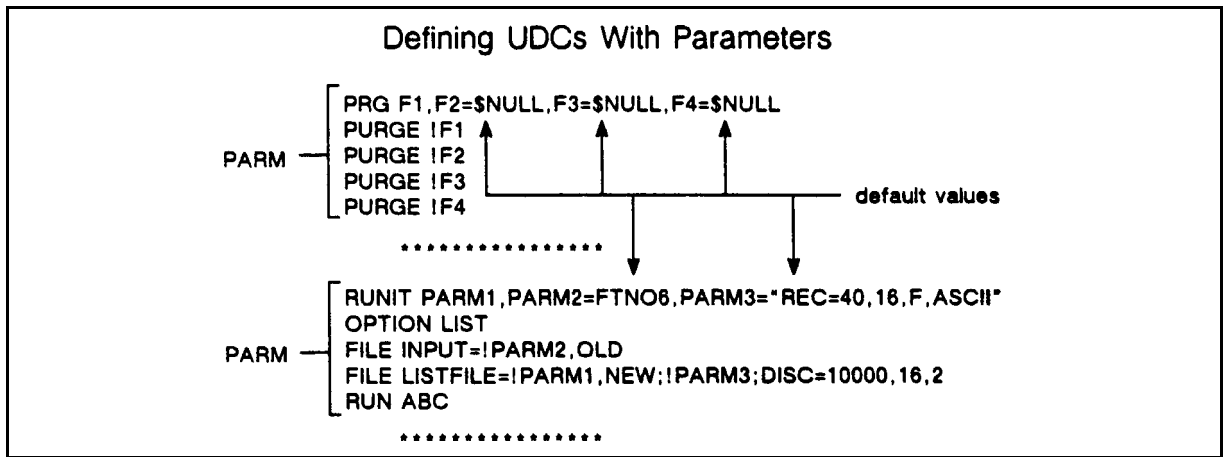 Defining UDCs With Parameters
PRG F1,F2=$NULL,F3=$NULL,F4=$NULL
PURGE !F1
PURGE !F2
PARM
PURGE !F3
PURGE !F4
default values
****************
RUNIT PARM1,PARM2=FTNO6,PARM3="REC=40,16,F,ASCII"
OPTION LIST
PARM
FILE INPUT=!PARM2,OLD
FILE LISTFILE=!PARM1,NEW;!PARM3;DISC=10000,16,2
RUN ABC
****************